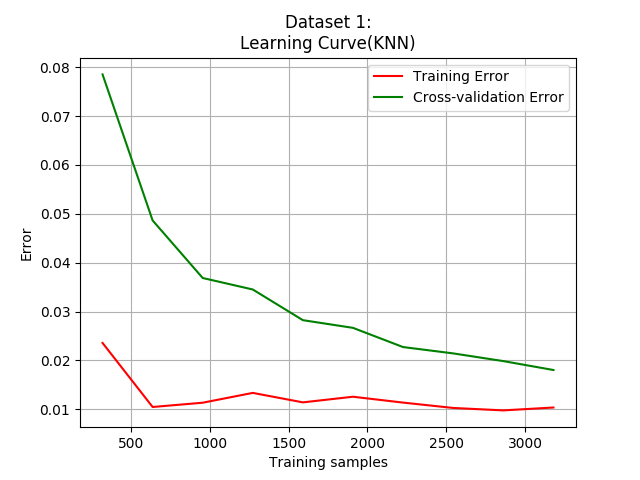 Dataset 1:
Learning Curve(KNN)
Training Error
Cross-validation Error
0.08
0.07
0.06
0.05
0.04
0.03
0.02
0.01
Error
500
1000
1500
2000
2500
3000
Training samples